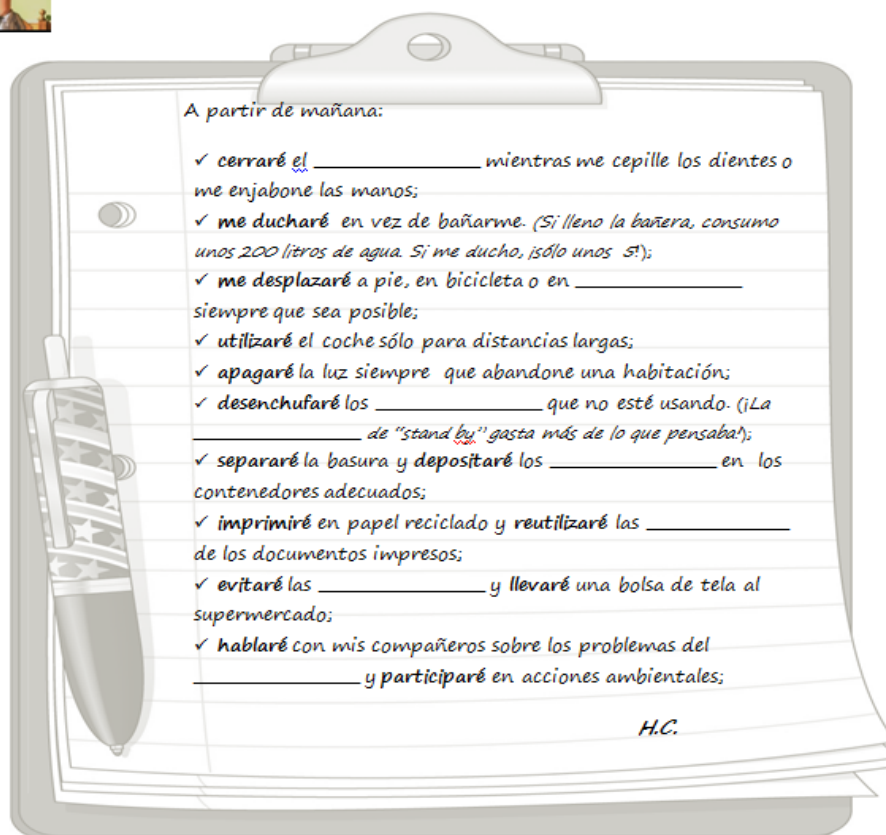 A partir de mañana:
✓ cerraré el _______________ mientras me cepille los dientes o
me enjabone las manos;
✓ me ducharé en vez de bañarme. (Si lleno la bañera, consumo
unos 200 litros de agua. Si me ducho, ¡sólo unos 5!);
✓ me desplazaré a pie, en bicicleta o en _______________
siempre que sea posible;
✓ utilizaré el coche sólo para distancias largas;
✓ apagaré la luz siempre que abandone una habitación;
✓ desenchufaré los _______________ que no esté usando. (¡La
_______________ de “stand by” gasta más de lo que pensaba!);
✓ separaré la basura y depositaré los _______________ en los
contenedores adecuados;
✓ imprimiré en papel reciclado y reutilizaré las _______________
de los documentos impresos;
✓ evitaré las _______________ y llevaré una bolsa de tela al
supermercado;
✓ hablaré con mis compañeros sobre los problemas del
_______________ y participaré en acciones ambientales;
H.C.